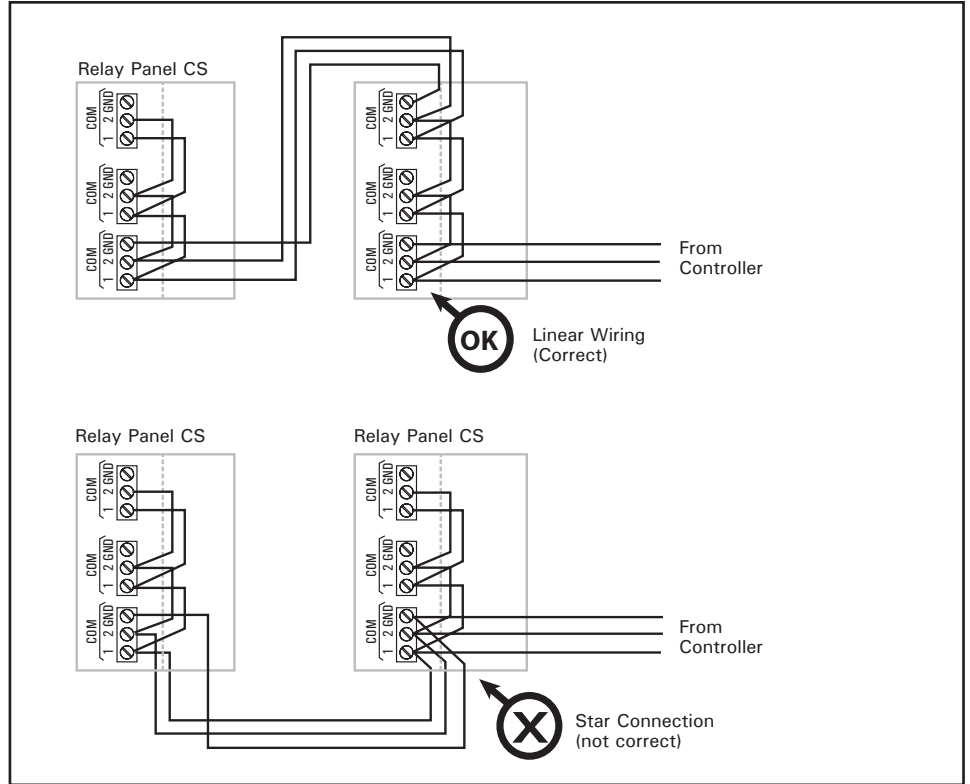 Relay Panel CS
COM
1 2 GND
COM
1 2 GND
COM
1 2 GND
COM
1 2 GND
COM
1 2 GND
COM
1 2 GND
From
Controller
OK
Linear Wiring
(Correct)
Relay Panel CS
Relay Panel CS
COM
1 2 GND
COM
1 2 GND
COM
1 2 GND
COM
1 2 GND
COM
1 2 GND
COM
1 2 GND
From
Controller
X
Star Connection
(not correct)